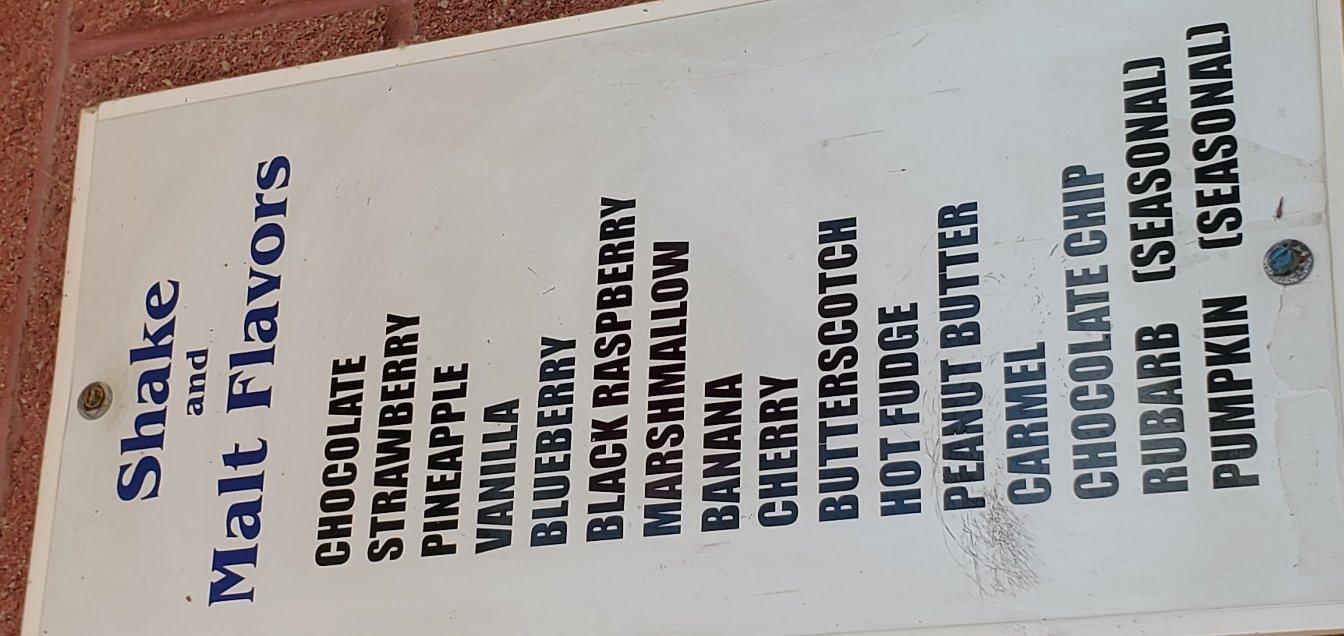 Shake
and
Malt Flavors
CHOCOLATE
STRAWBERRY
PINEAPPLE
VANILLA
BLUEBERRY
BLACK RASPBERRY
MARSHMALLOW
BANANA
CHERRY
BUTTERSCOTCH
HOT FUDGE
PEANUT BUTTER
CARMEL
CHOCOLATE CHIP
RUBARB (SEASONAL)
PUMPKIN (SEASONAL)